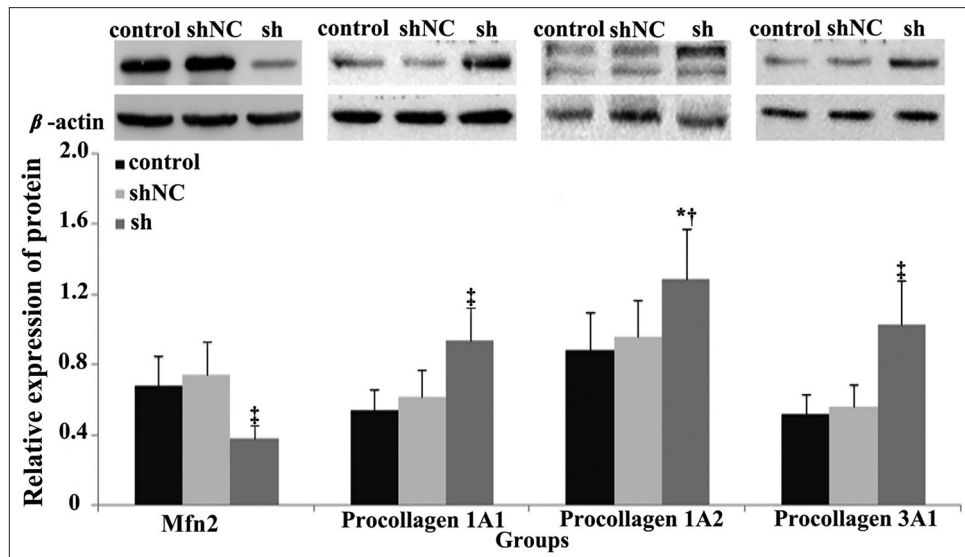 control shNC sh control shNC sh control shNC sh control shNC sh
β -actin
2.0
control
shNC
sh
1.6
*†
‡
‡
1.2
0.8
‡
0.4
0
Relative expression of protein
Mfn2 Procollagen 1A1 Procollagen 1A2 Procollagen 3A1
Groups